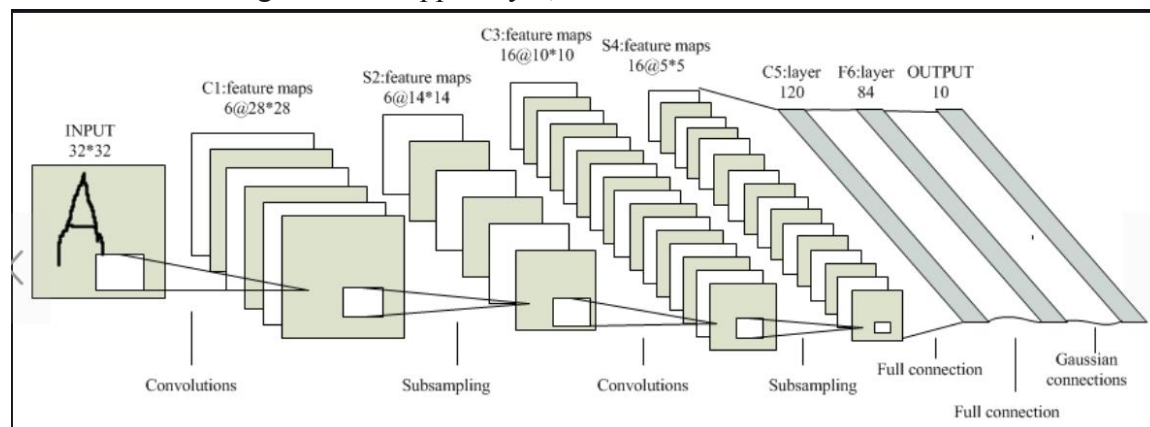 C3:feature maps
16@10*10
S4:feature maps
16@5*5
S2:feature maps
6@14*14
C1:feature maps
6@28*28
C5:layer
120
F6:layer
84
OUTPUT
10
INPUT
32*32
A
Convolutions
Subsampling
Convolutions
Subsampling
Full connection
Gaussian
connections
Full connection